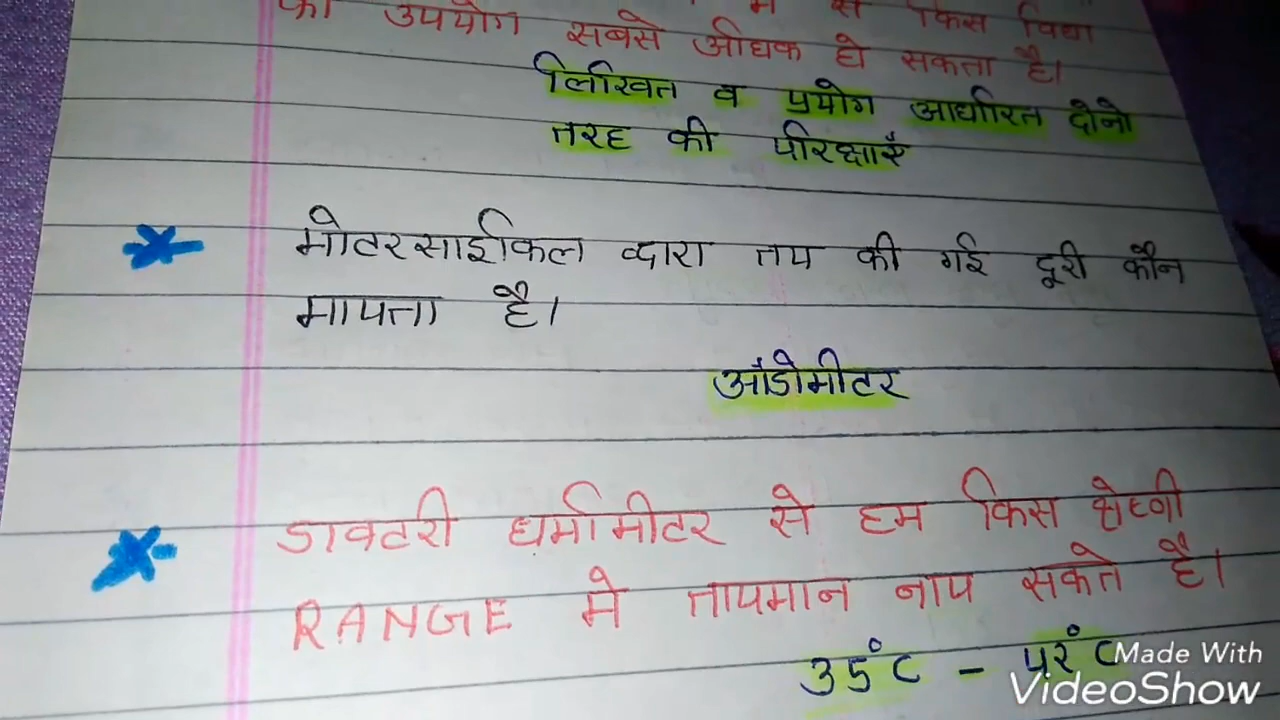 का उपयोग सबसे अधिक हो सकता है।
लिखित व प्रयोग आधारित दोनो
तरह की परिक्षाएँ
मोटरसाईकिल द्वारा तय की गई दूरी कौन
मापता है।
ऑडोमीटर
डाक्टरी थर्मामीटर से हम किस श्रेणी
RANGE मे तापमान नाप सकते है।
35°C - 42°C
Made With
VideoShow